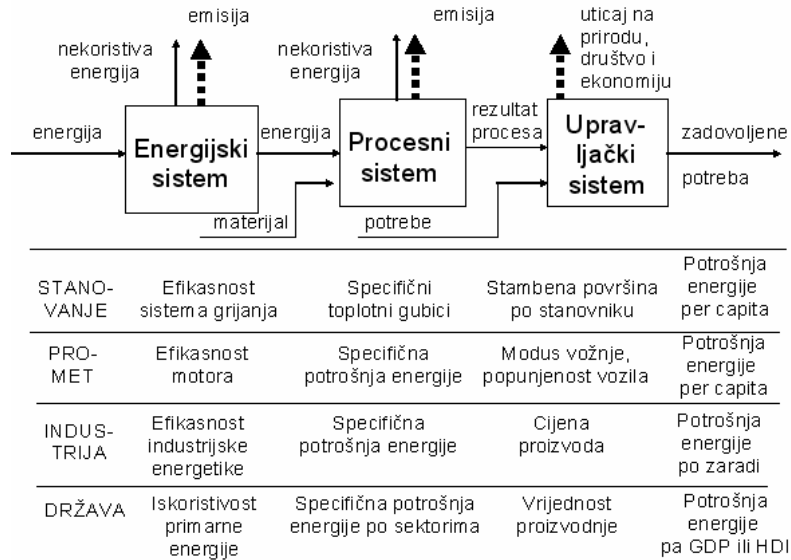 emisija
emisija
uticaj na
prirodu,
društvo i
ekonomiju
nekoristiva
energija
nekoristiva
energija
energija
Energijski
sistem
energija
Procesni
sistem
rezultat
procesa
Uprav-
ljački
sistem
zadovoljene
potreba
materijal
potrebe
STANO-
VANJE
Efikasnost
sistema grijanja
Specifični
toplotni gubici
Stambena površina
po stanovniku
Potrošnja
energije
per capita
PRO-
MET
Efikasnost
motora
Specifična
potrošnja energije
Modus vožnje,
popunjenost vozila
Potrošnja
energije
per capita
INDUS-
TRIJA
Efikasnost
industrijske
energetike
Specifična
potrošnja energije
Cijena
proizvoda
Potrošnja
energije
po zaradi
DRŽAVA
Iskoristivost
primarne
energije
Specifična potrošnja
energije po sektorima
Vrijednost
proizvodnje
Potrošnja
energije
pa GDP ili HDI